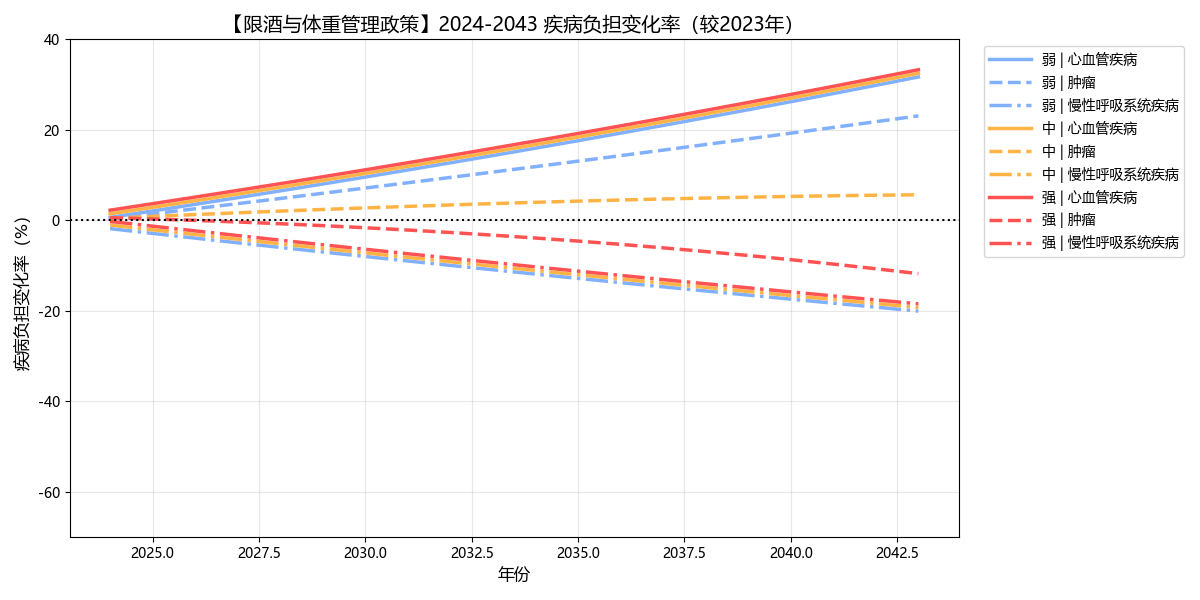 【限酒与体重管理政策】2024-2043 疾病负担变化率（较2023年）
疾病负担变化率（%）
40
20
0
-20
-40
-60
2025.0
2027.5
2030.0
2032.5
2035.0
2037.5
2040.0
2042.5
年份
弱 | 心血管疾病
弱 | 肿瘤
弱 | 慢性呼吸系统疾病
中 | 心血管疾病
中 | 肿瘤
中 | 慢性呼吸系统疾病
强 | 心血管疾病
强 | 肿瘤
强 | 慢性呼吸系统疾病